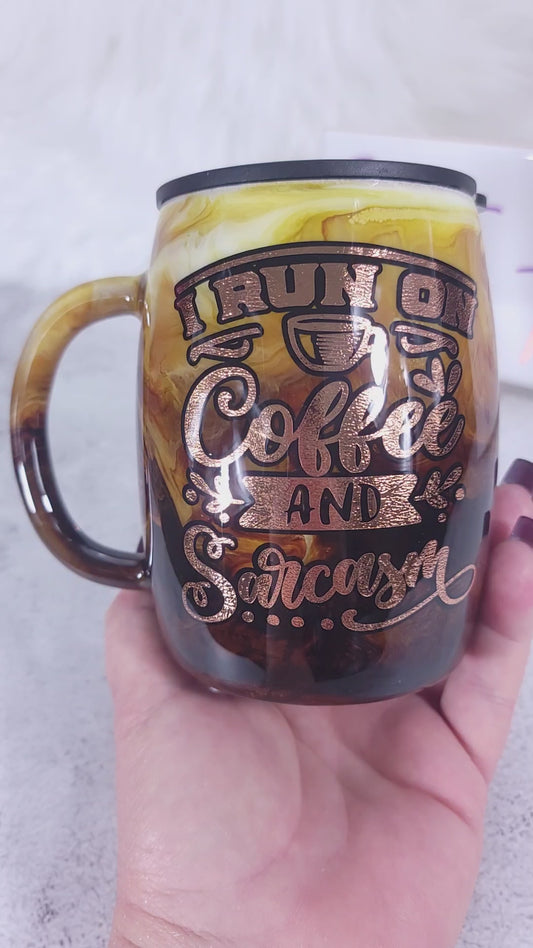 I RUN ON
Coffee
AND
Sarcasm